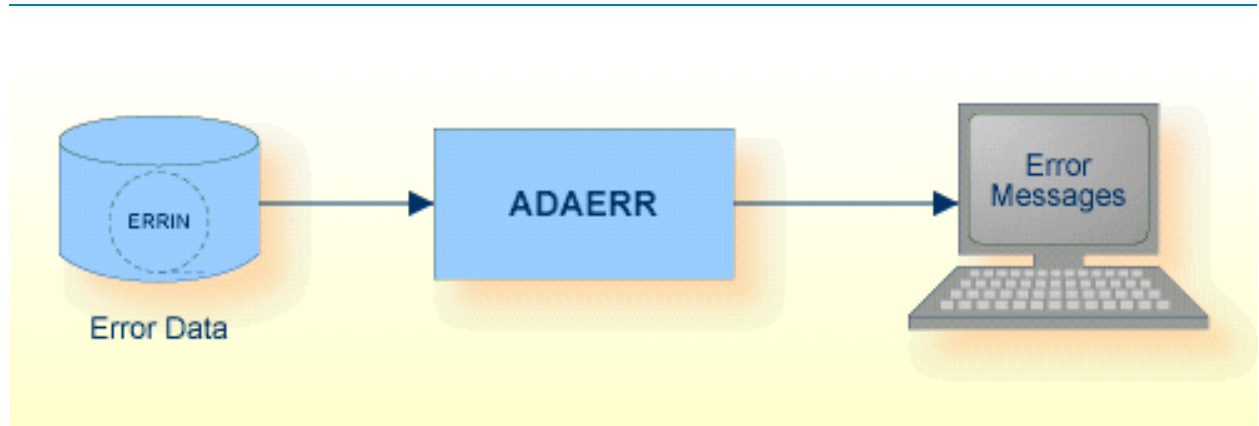 ERRIN
Error Data
ADAERR
Error
Messages